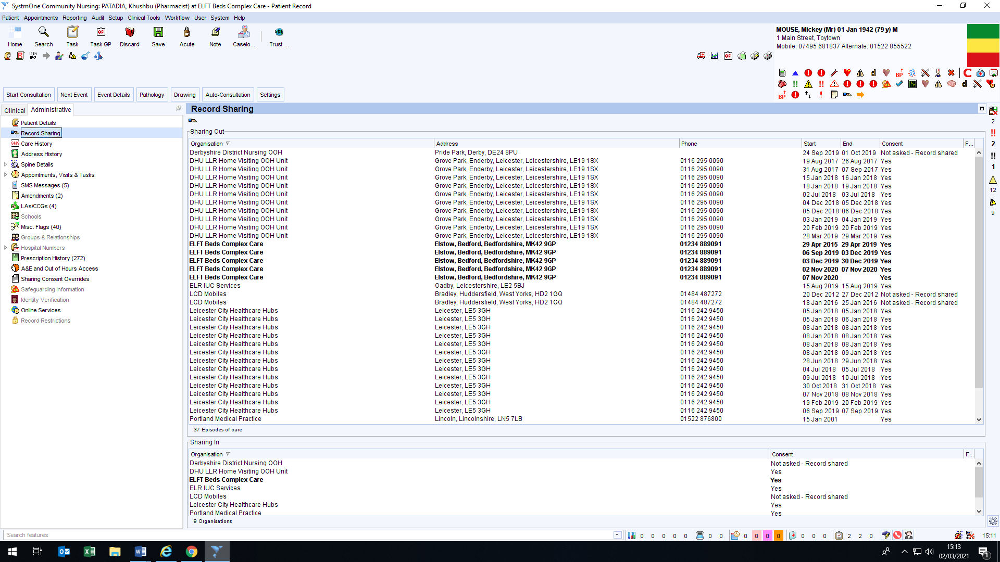 SystmOne Community Nursing: PATADIA, Khushbu (Pharmacist) at ELFT Beds Complex Care - Patient Record
Patient Appointments Reporting Audit Setup Clinical Tools Workflow User System Help
Home Search Task Task GP Discard Save Acute Note Caselo... Trust ...
MOUSE, Mickey (Mr) 01 Jan 1942 (79 y) M
1 Main Street, Toytown
Mobile: 07495 681837 Alternate: 01522 855522
Start Consultation Next Event Event Details Pathology Drawing Auto-Consultation Settings
Clinical Administrative
Patient Details
Record Sharing
Care History
Address History
Spine Details
Appointments, Visits & Tasks
SMS Messages (5)
Amendments (2)
LAs/CCGs (4)
Schools
Misc. Flags (40)
Groups & Relationships
Hospital Numbers
Prescription History (272)
A&E and Out of Hours Access
Sharing Consent Overrides
Safeguarding Information
Identity Verification
Online Services
Record Restrictions
Record Sharing
Sharing Out
Organisation Address Phone Start End Consent F...
Derbyshire District Nursing OOH Pride Park, Derby, DE24 8PU 24 Sep 2019 01 Oct 2019 Not asked - Record shared
DHU LLR Home Visiting OOH Unit Grove Park, Enderby, Leicester, Leicestershire, LE19 1SX 0116 295 0090 19 Aug 2017 26 Aug 2017 Yes
DHU LLR Home Visiting OOH Unit Grove Park, Enderby, Leicester, Leicestershire, LE19 1SX 0116 295 0090 31 Aug 2017 07 Sep 2017 Yes
DHU LLR Home Visiting OOH Unit Grove Park, Enderby, Leicester, Leicestershire, LE19 1SX 0116 295 0090 15 Jan 2018 16 Jan 2018 Yes
DHU LLR Home Visiting OOH Unit Grove Park, Enderby, Leicester, Leicestershire, LE19 1SX 0116 295 0090 18 Jan 2018 19 Jan 2018 Yes
DHU LLR Home Visiting OOH Unit Grove Park, Enderby, Leicester, Leicestershire, LE19 1SX 0116 295 0090 02 Jul 2018 03 Jul 2018 Yes
DHU LLR Home Visiting OOH Unit Grove Park, Enderby, Leicester, Leicestershire, LE19 1SX 0116 295 0090 04 Dec 2018 05 Dec 2018 Yes
DHU LLR Home Visiting OOH Unit Grove Park, Enderby, Leicester, Leicestershire, LE19 1SX 0116 295 0090 05 Dec 2018 06 Dec 2018 Yes
DHU LLR Home Visiting OOH Unit Grove Park, Enderby, Leicester, Leicestershire, LE19 1SX 0116 295 0090 03 Jan 2019 04 Jan 2019 Yes
DHU LLR Home Visiting OOH Unit Grove Park, Enderby, Leicester, Leicestershire, LE19 1SX 0116 295 0090 20 Feb 2019 20 Feb 2019 Yes
DHU LLR Home Visiting OOH Unit Grove Park, Enderby, Leicester, Leicestershire, LE19 1SX 0116 295 0090 28 Mar 2019 29 Mar 2019 Yes
ELFT Beds Complex Care Elstow, Bedford, Bedfordshire, MK42 9GP 01234 889091 29 Apr 2015 29 Apr 2019 Yes
ELFT Beds Complex Care Elstow, Bedford, Bedfordshire, MK42 9GP 01234 889091 06 Sep 2019 03 Dec 2019 Yes
ELFT Beds Complex Care Elstow, Bedford, Bedfordshire, MK42 9GP 01234 889091 03 Dec 2019 30 Dec 2019 Yes
ELFT Beds Complex Care Elstow, Bedford, Bedfordshire, MK42 9GP 01234 889091 02 Nov 2020 07 Nov 2020 Yes
ELFT Beds Complex Care Elstow, Bedford, Bedfordshire, MK42 9GP 01234 889091 07 Nov 2020 Yes
ELR IUC Services Oadby, Leicestershire, LE2 5BJ 15 Aug 2019 15 Aug 2019 Yes
LCD Mobiles Bradley, Huddersfield, West Yorks, HD2 1GQ 01484 487272 20 Dec 2012 27 Dec 2012 Not asked - Record shared
LCD Mobiles Bradley, Huddersfield, West Yorks, HD2 1GQ 01484 487272 18 Jan 2016 25 Jan 2016 Not asked - Record shared
Leicester City Healthcare Hubs Leicester, LE5 3GH 0116 242 9450 05 Jan 2018 05 Jan 2018 Yes
Leicester City Healthcare Hubs Leicester, LE5 3GH 0116 242 9450 05 Jan 2018 06 Jan 2018 Yes
Leicester City Healthcare Hubs Leicester, LE5 3GH 0116 242 9450 08 Jan 2018 08 Jan 2018 Yes
Leicester City Healthcare Hubs Leicester, LE5 3GH 0116 242 9450 08 Jan 2018 08 Jan 2018 Yes
Leicester City Healthcare Hubs Leicester, LE5 3GH 0116 242 9450 08 Jan 2018 08 Jan 2018 Yes
Leicester City Healthcare Hubs Leicester, LE5 3GH 0116 242 9450 08 Jan 2018 09 Jan 2018 Yes
Leicester City Healthcare Hubs Leicester, LE5 3GH 0116 242 9450 28 Jun 2018 29 Jun 2018 Yes
Leicester City Healthcare Hubs Leicester, LE5 3GH 0116 242 9450 04 Jul 2018 05 Jul 2018 Yes
Leicester City Healthcare Hubs Leicester, LE5 3GH 0116 242 9450 09 Jul 2018 10 Jul 2018 Yes
Leicester City Healthcare Hubs Leicester, LE5 3GH 0116 242 9450 30 Oct 2018 31 Oct 2018 Yes
Leicester City Healthcare Hubs Leicester, LE5 3GH 0116 242 9450 07 Nov 2018 08 Nov 2018 Yes
Leicester City Healthcare Hubs Leicester, LE5 3GH 0116 242 9450 19 Feb 2019 20 Feb 2019 Yes
Leicester City Healthcare Hubs Leicester, LE5 3GH 0116 242 9450 06 Sep 2019 07 Sep 2019 Yes
Portland Medical Practice Lincoln, Lincolnshire, LN5 7LB 01522 876800 15 Jan 2001 Yes
37 Episodes of care
Sharing In
Organisation Consent F...
Derbyshire District Nursing OOH Not asked - Record shared
DHU LLR Home Visiting OOH Unit Yes
ELFT Beds Complex Care Yes
ELR IUC Services Yes
LCD Mobiles Not asked - Record shared
Leicester City Healthcare Hubs Yes
Portland Medical Practice Yes
9 Organisations
2
!!
2
!!
1
12
9
Search features 0 0 0 0 0 0 0 0 0 0 0 0 0 0 2 2 0 15:11
15:13
02/03/2021
1